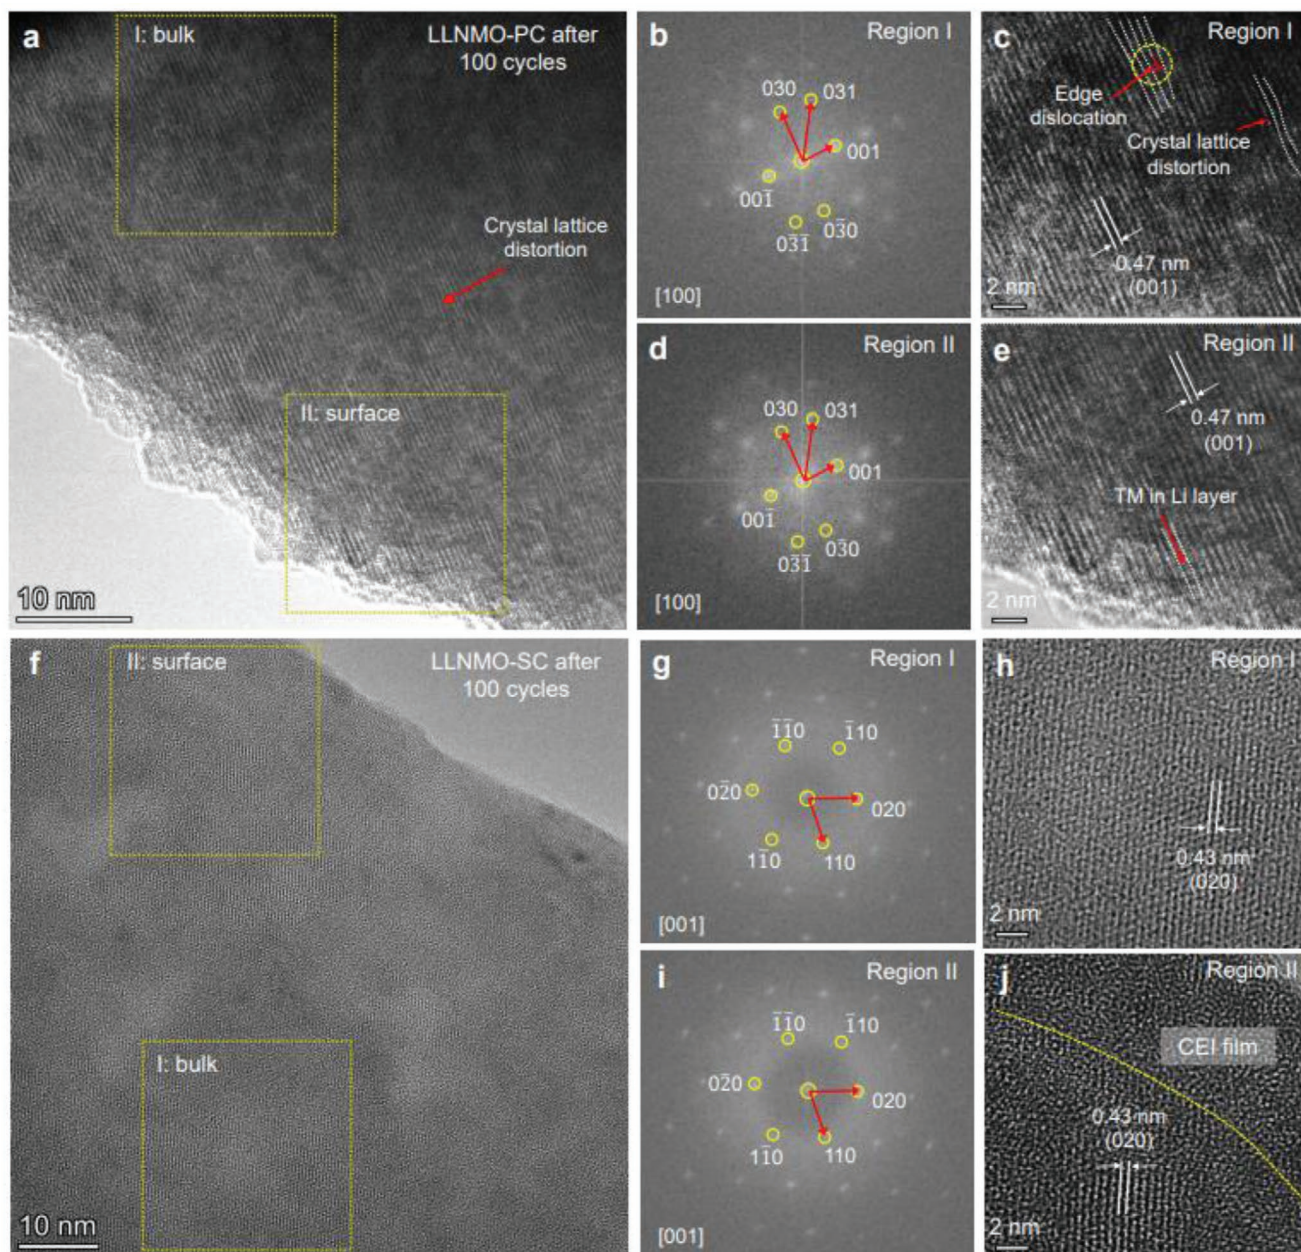 a
I: bulk
LLNMO-PC after
100 cycles
Crystal lattice
distortion
II: surface
10 nm
b
Region I
030
031
001
001̄
03̄1̄
03̄0
[100]
c
Region I
Edge
dislocation
Crystal lattice
distortion
0.47 nm
(001)
2 nm
d
Region II
030
031
001
001̄
03̄1̄
03̄0
[100]
e
Region II
0.47 nm
(001)
TM in Li layer
2 nm
f
II: surface
LLNMO-SC after
100 cycles
I: bulk
10 nm
g
Region I
1̄1̄0
1̄10
02̄0
020
11̄0
110
[001]
h
Region I
0.43 nm
(020)
2 nm
i
Region II
1̄1̄0
1̄10
02̄0
020
11̄0
110
[001]
j
Region II
CEI film
0.43 nm
(020)
2 nm